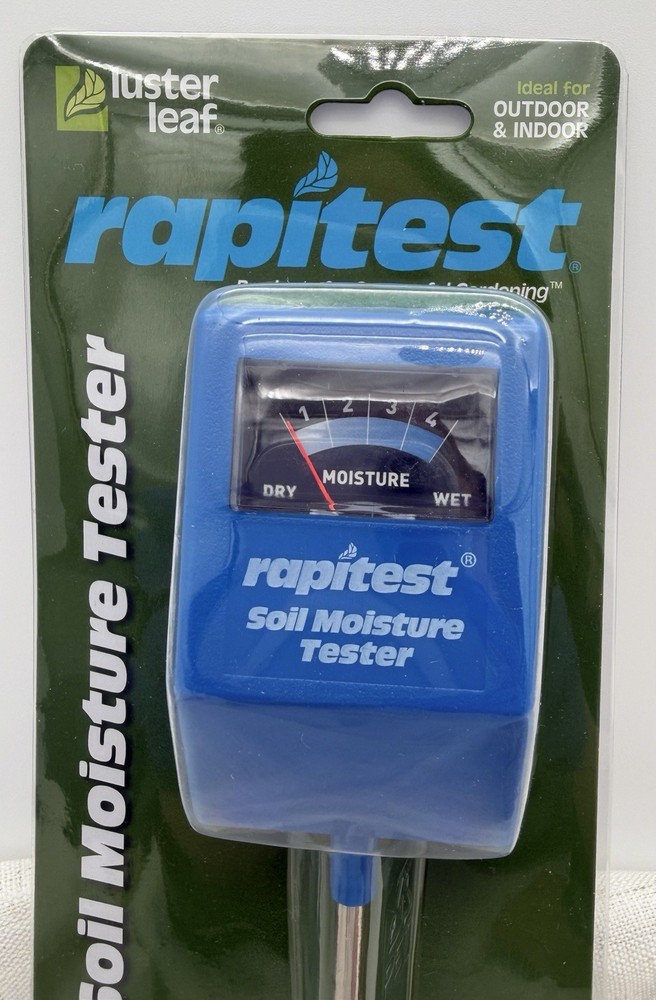 luster
leaf®
Ideal for
OUTDOOR
& INDOOR
rapitest®
Gardening™
Soil Moisture Tester
1 2 3 4
MOISTURE
DRY
WET
rapitest®
Soil Moisture
Tester